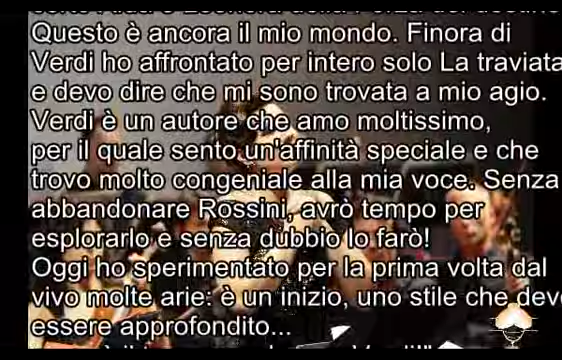 Questo è ancora il mio mondo. Finora di
Verdi ho affrontato per intero solo La traviata
e devo dire che mi sono trovata a mio agio.
Verdi è un autore che amo moltissimo,
per il quale sento un'affinità speciale e che
trovo molto congeniale alla mia voce. Senza
abbandonare Rossini, avrò tempo per
esplorarlo e senza dubbio lo farò!
Oggi ho sperimentato per la prima volta dal
vivo molte arie: è un inizio, uno stile che dev
essere approfondito...